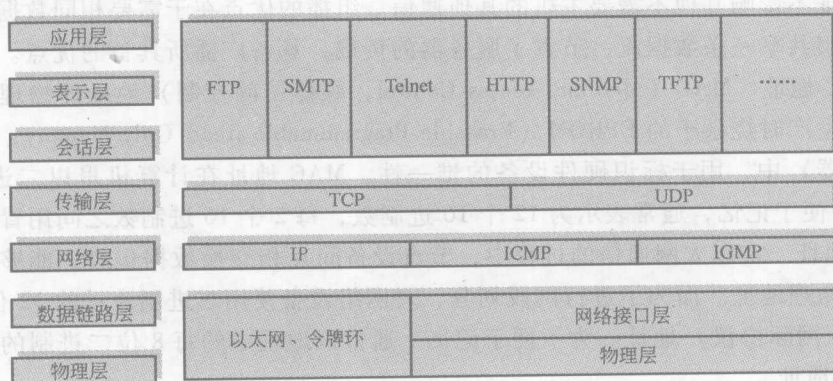 应用层
表示层
会话层
FTP SMTP Telnet HTTP SNMP TFTP ……
传输层
TCP UDP
网络层
IP ICMP IGMP
数据链路层
物理层
以太网、令牌环
网络接口层
物理层